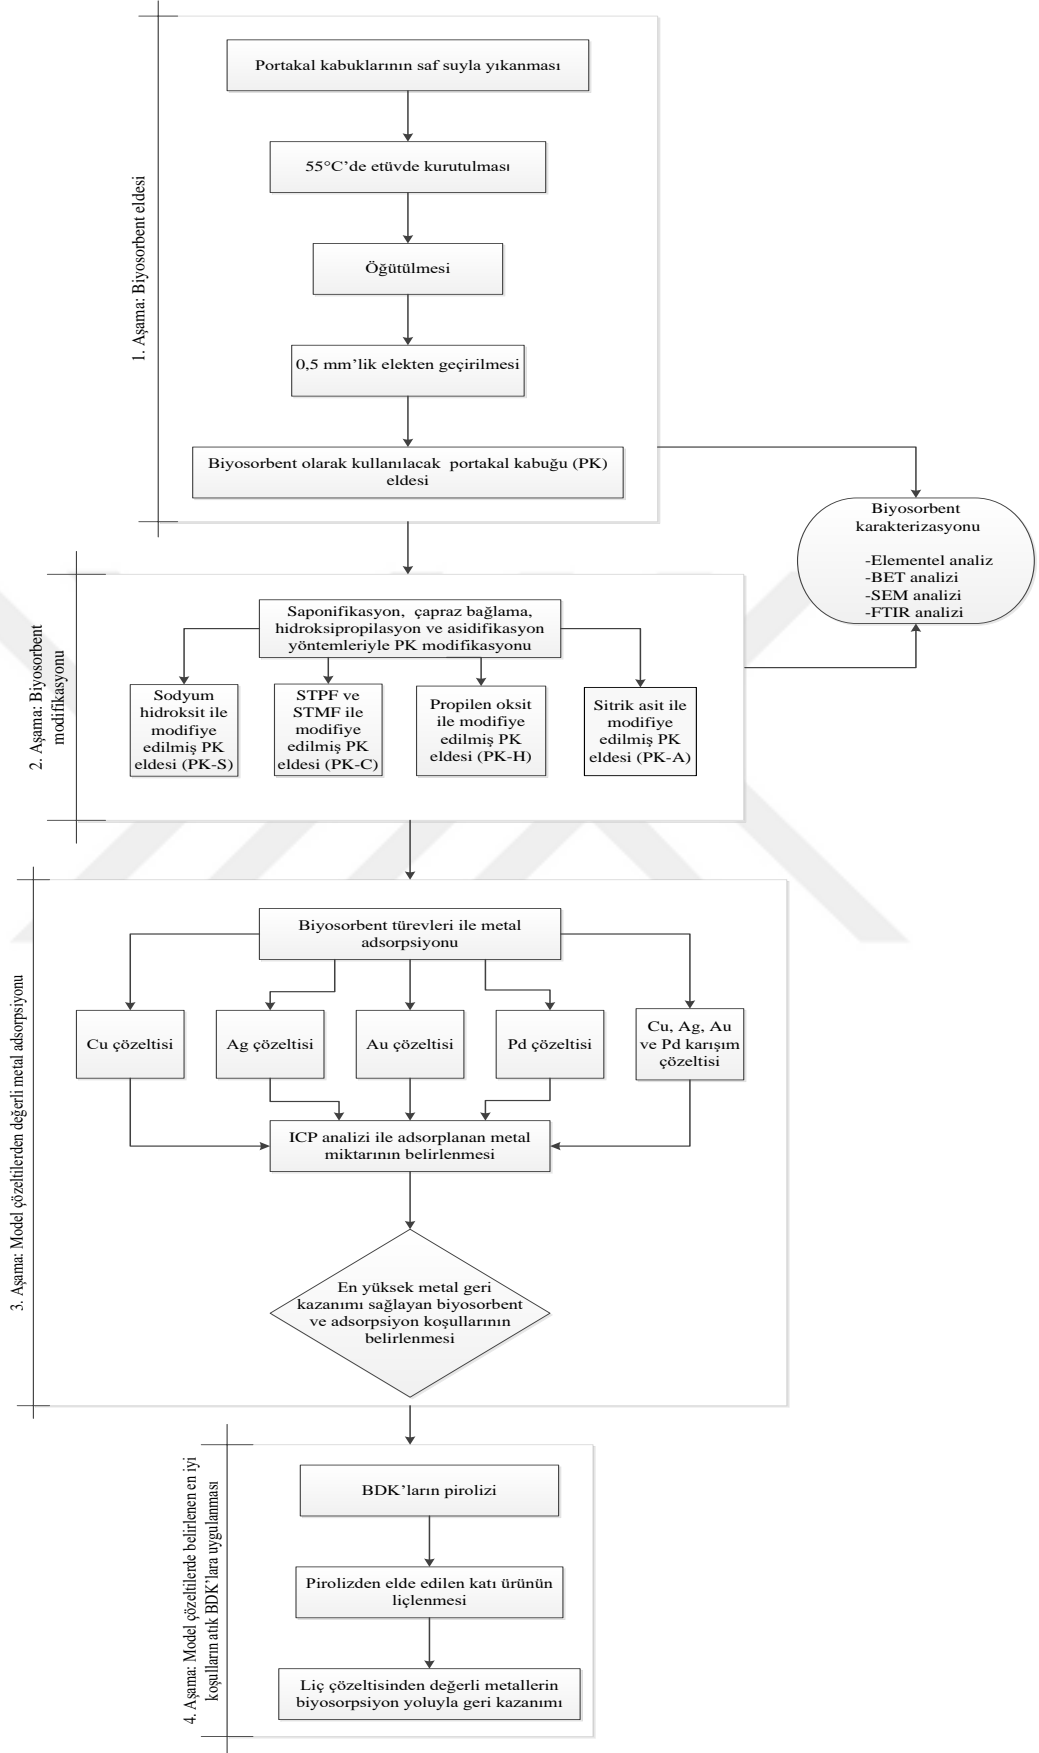 1. Aşama: Biyosorbent eldesi
Portakal kabuklarının saf suyla yıkanması
55°C’de etüvde kurutulması
Öğütülmesi
0,5 mm’lik elekten geçirilmesi
Biyosorbent olarak kullanılacak portakal kabuğu (PK)
eldesi
Biyosorbent
karakterizasyonu
-Elementel analiz
-BET analizi
-SEM analizi
-FTIR analizi
2. Aşama: Biyosorbent
modifikasyonu
Saponifikasyon, çapraz bağlama,
hidroksipropilasyon ve asidifikasyon
yöntemleriyle PK modifikasyonu
Sodyum
hidroksit ile
modifiye
edilmiş PK
eldesi (PK-S)
STPF ve
STMF ile
modifiye
edilmiş PK
eldesi (PK-C)
Propilen oksit
ile modifiye
edilmiş PK
eldesi (PK-H)
Sitrik asit ile
modifiye
edilmiş PK
eldesi (PK-A)
3. Aşama: Model çözeltilerden değerli metal adsorpsiyonu
Biyosorbent türevleri ile metal
adsorpsiyonu
Cu çözeltisi
Ag çözeltisi
Au çözeltisi
Pd çözeltisi
Cu, Ag, Au
ve Pd karışım
çözeltisi
ICP analizi ile adsorplanan metal
miktarının belirlenmesi
En yüksek metal geri
kazanımı sağlayan biyosorbent
ve adsorpsiyon koşullarının
belirlenmesi
4. Aşama: Model çözeltilerde belirlenen en iyi
koşulların atık BDK’lara uygulanması
BDK’ların pirolizi
Pirolizden elde edilen katı ürünün
liçlenmesi
Liç çözeltisinden değerli metallerin
biyosorpsiyon yoluyla geri kazanımı